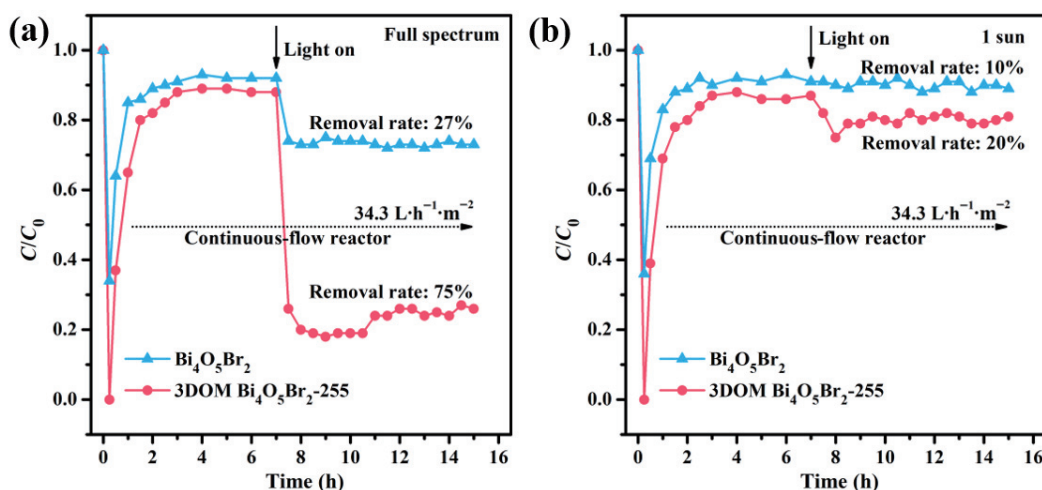 (a)
Full spectrum
Light on
Removal rate: 27%
34.3 L·h⁻¹·m⁻²
Continuous-flow reactor
Removal rate: 75%
Bi₄O₅Br₂
3DOM Bi₄O₅Br₂-255
C/C₀
1.0
0.8
0.6
0.4
0.2
0.0
0 2 4 6 8 10 12 14 16
Time (h)
(b)
1 sun
Light on
Removal rate: 10%
Removal rate: 20%
34.3 L·h⁻¹·m⁻²
Continuous-flow reactor
Bi₄O₅Br₂
3DOM Bi₄O₅Br₂-255
C/C₀
1.0
0.8
0.6
0.4
0.2
0.0
0 2 4 6 8 10 12 14 16
Time (h)